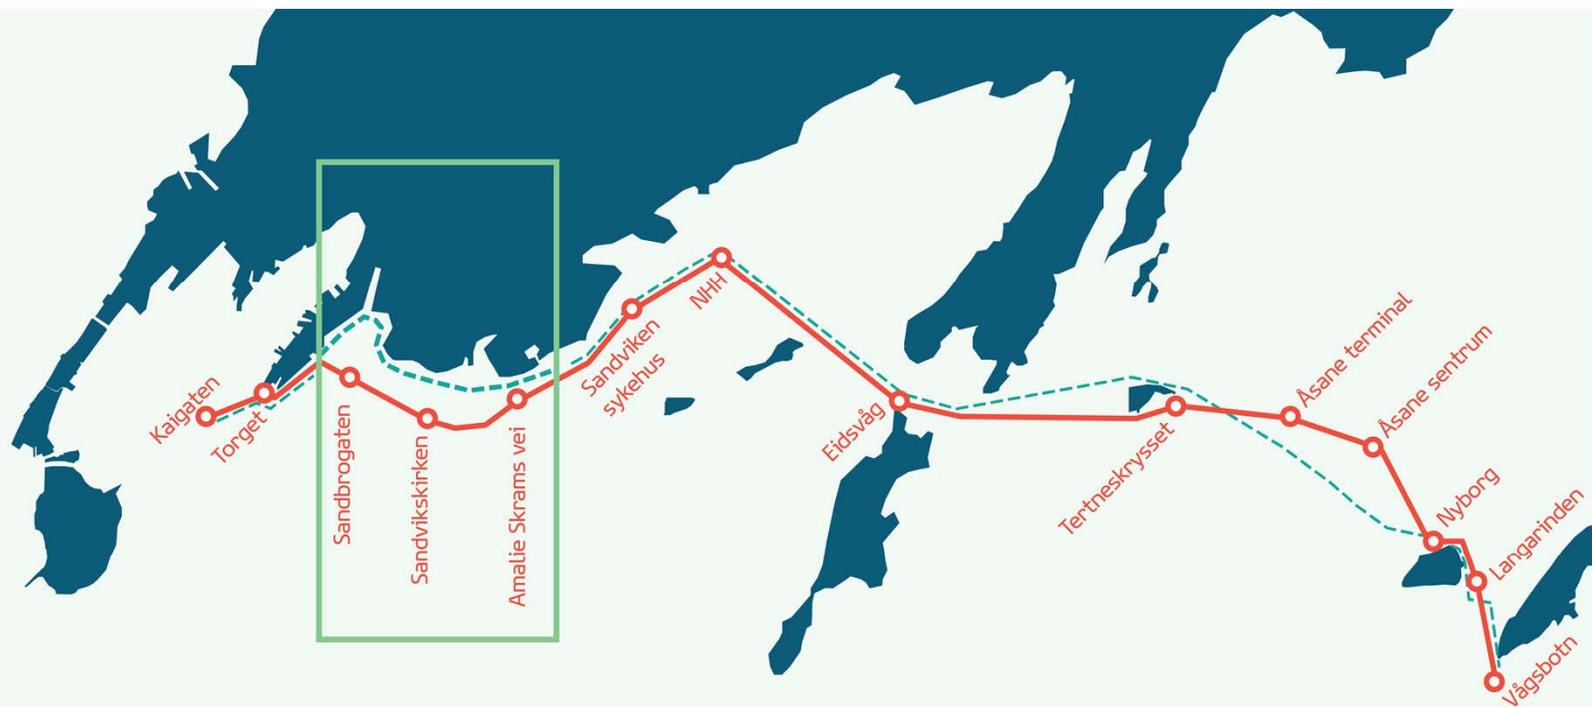 Kaigaten
Torget
Sandbrogaten
Sandvikskirken
Amalie Skrams vei
Sandviken
sykehus
NHH
Eidsvåg
Tertneskrysset
Åsane terminal
Åsane sentrum
Nyborg
Langarinden
Vågsbotn